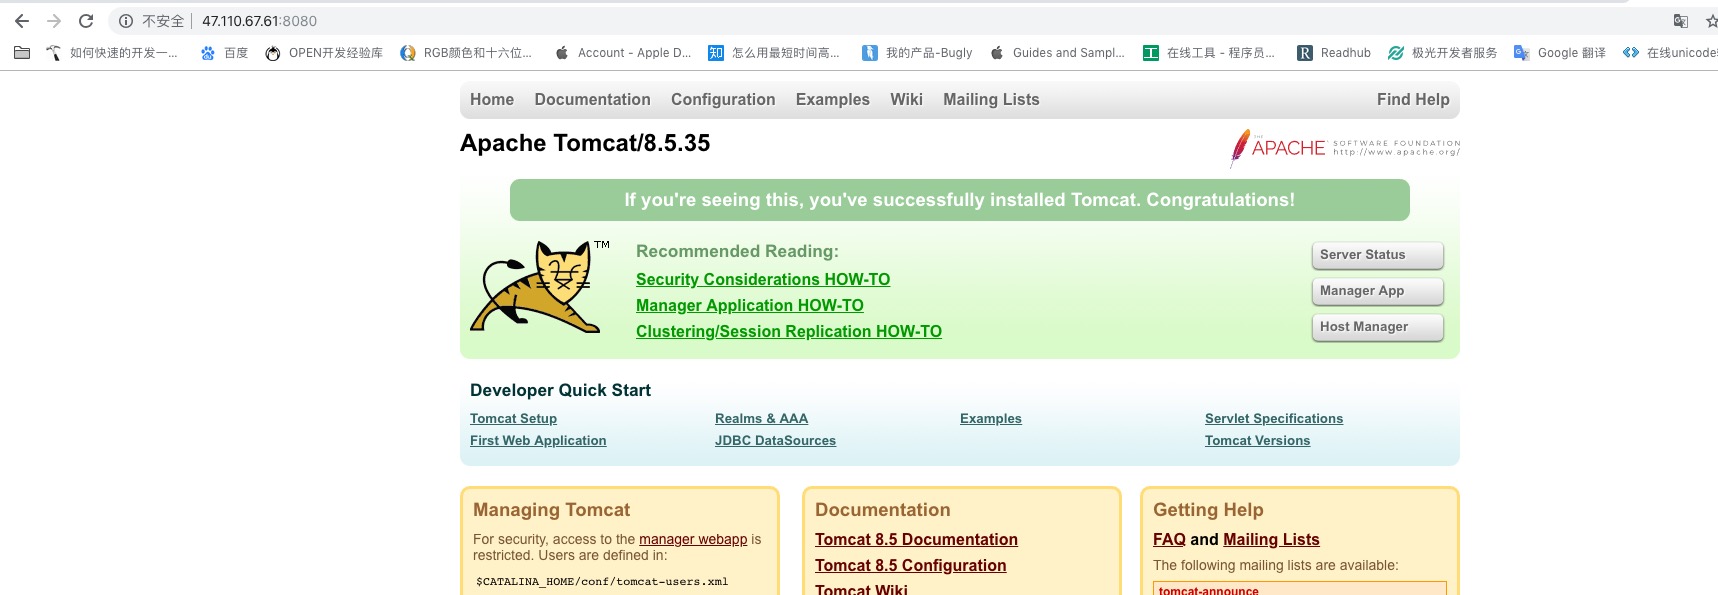 不安全 47.110.67.61:8080
如何快速的开发一... 百度 OPEN开发经验库 RGB颜色和十六位... Account - Apple D... 知 怎么用最短时间高... 我的产品-Bugly Guides and Sampl... 工 在线工具 - 程序员... R Readhub 极光开发者服务 Google 翻译 在线unicode
Home Documentation Configuration Examples Wiki Mailing Lists Find Help
Apache Tomcat/8.5.35
THE APACHE SOFTWARE FOUNDATION
http://www.apache.org/
If you're seeing this, you've successfully installed Tomcat. Congratulations!
TM
Recommended Reading:
Security Considerations HOW-TO
Manager Application HOW-TO
Clustering/Session Replication HOW-TO
Server Status
Manager App
Host Manager
Developer Quick Start
Tomcat Setup Realms & AAA Examples Servlet Specifications
First Web Application JDBC DataSources Tomcat Versions
Managing Tomcat
For security, access to the manager webapp is
restricted. Users are defined in:
$CATALINA_HOME/conf/tomcat-users.xml
Documentation
Tomcat 8.5 Documentation
Tomcat 8.5 Configuration
Tomcat Wiki
Getting Help
FAQ and Mailing Lists
The following mailing lists are available:
tomcat-announce